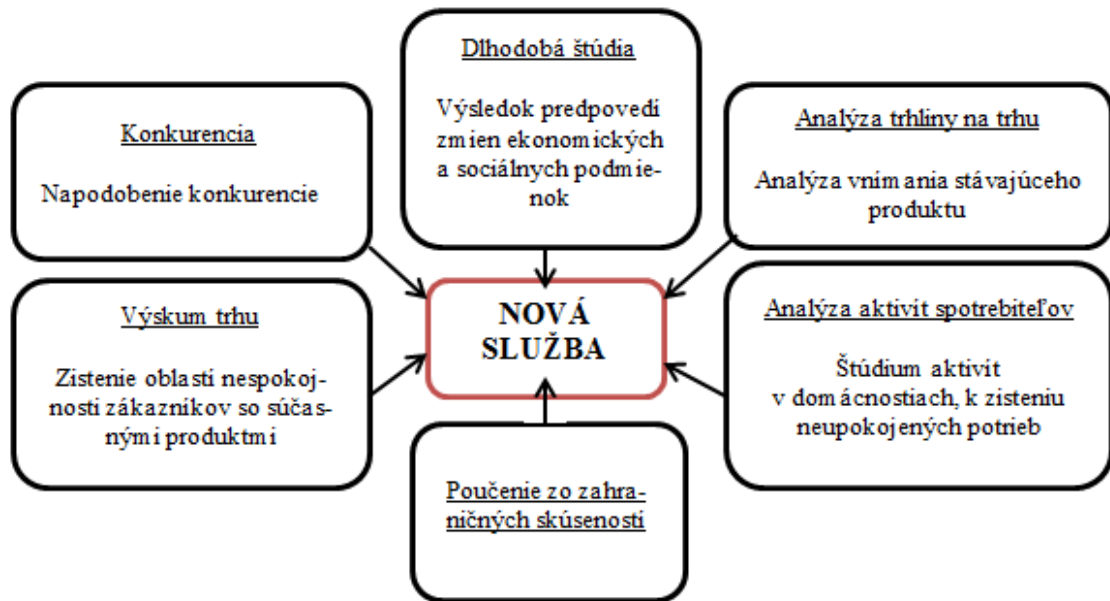 Dlhodobá štúdia
Výsledok predpovedí
zmien ekonomických
a sociálnych podmie-
nok
Konkurencia
Napodobenie konkurencie
Analýza trhliny na trhu
Analýza vnímania stávajúceho
produktu
NOVÁ
SLUŽBA
Výskum trhu
Zistenie oblastí nespokoj-
nosti zákazníkov so súčas-
nými produktmi
Analýza aktivít spotrebiteľov
Štúdium aktivít
v domácnostiach, k zisteniu
neupokojených potrieb
Poučenie zo zahra-
ničných skúseností